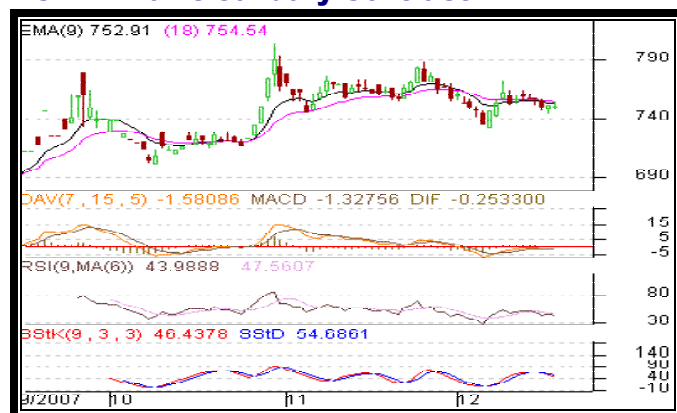 EMA(9) 752.91 (18) 754.54
790
740
690
DAV(7,15,5) -1.58086 MACD -1.32756 DIF -0.253300
15
5
-5
RSI(9,MA(6)) 43.9888 47.5607
80
30
SStK(9,3,3) 46.4378 SStD 54.6861
140
90
40
-10
9/2007 10 11 12